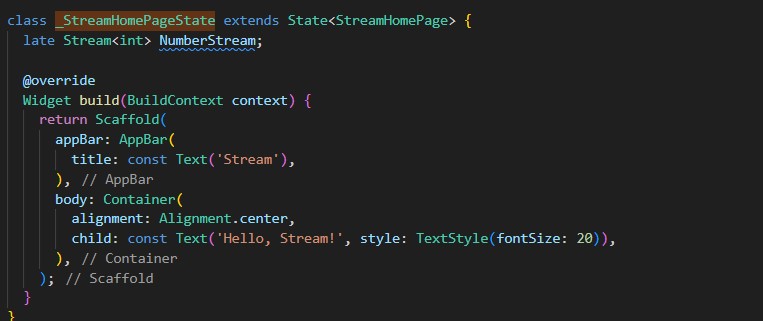 class _StreamHomePageState extends State<StreamHomePage> {
  late Stream<int> NumberStream;

  @override
  Widget build(BuildContext context) {
    return Scaffold(
      appBar: AppBar(
        title: const Text('Stream'),
      ), // AppBar
      body: Container(
        alignment: Alignment.center,
        child: const Text('Hello, Stream!', style: TextStyle(fontSize: 20)),
      ), // Container
    ); // Scaffold
  }
}